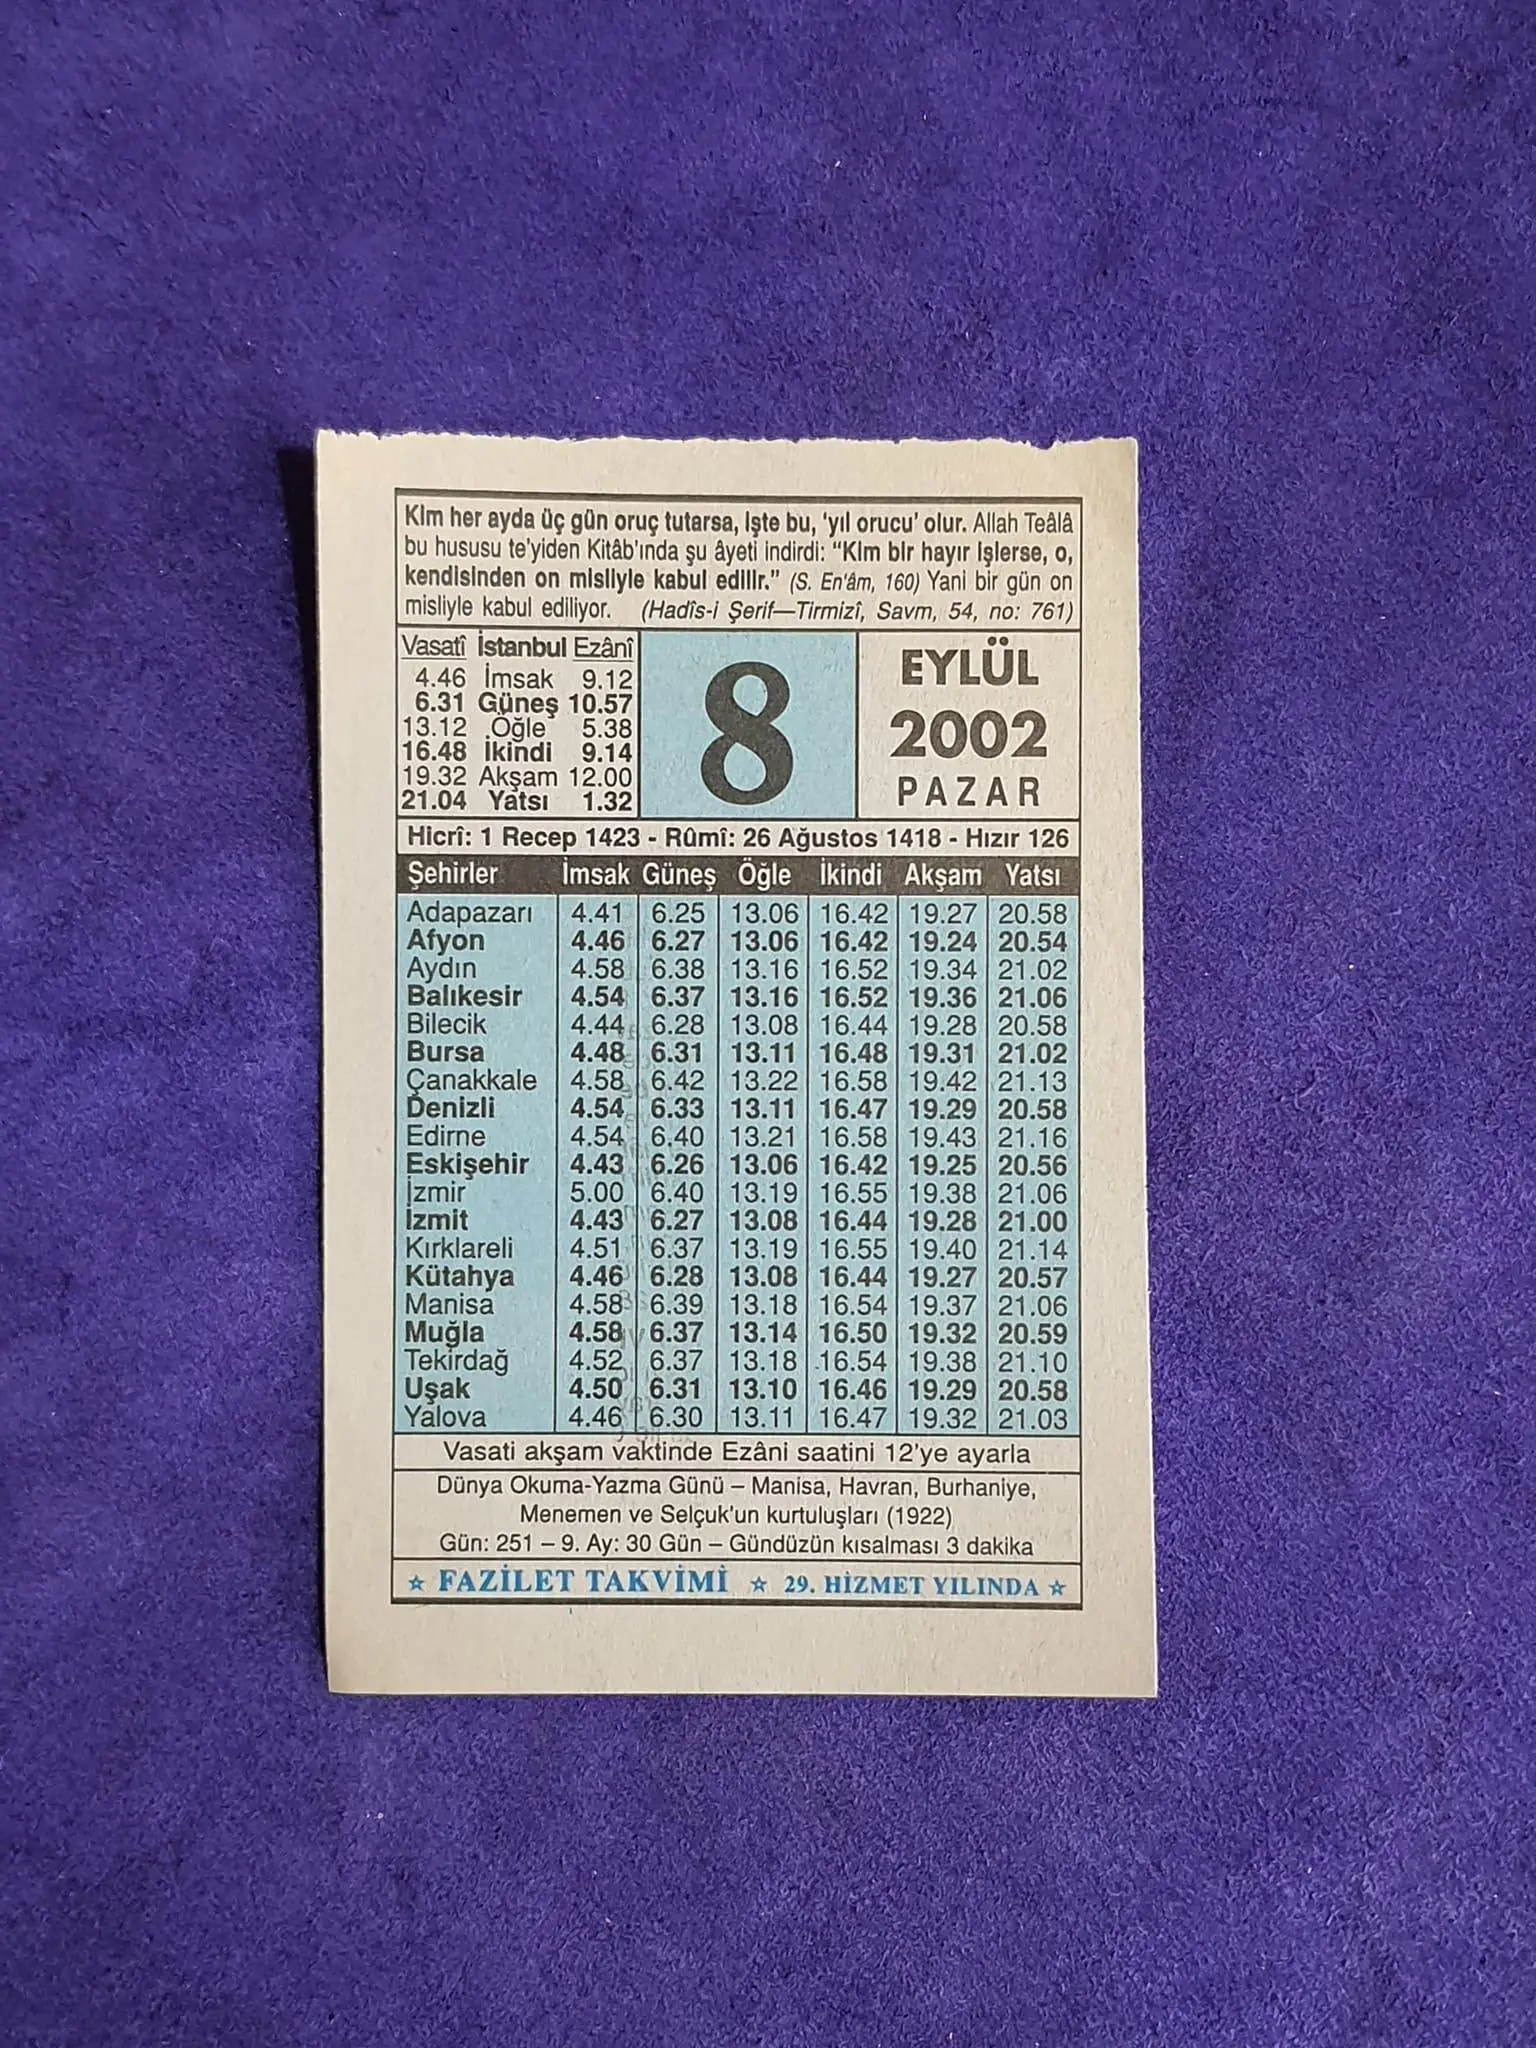 Kim her ayda üç gün oruç tutarsa, işte bu, ‘yıl orucu’ olur. Allah Teâlâ
bu hususu te'yiden Kitâb'ında şu âyeti indirdi: “Kim bir hayır işlerse, o,
kendisinden on misliyle kabul edilir.” (S. En'âm, 160) Yani bir gün on
misliyle kabul ediliyor. (Hadîs-i Şerif—Tirmizî, Savm, 54, no: 761)
Vasatî İstanbul Ezânî
4.46 İmsak 9.12
6.31 Güneş 10.57
13.12 Öğle 5.38
16.48 İkindi 9.14
19.32 Akşam 12.00
21.04 Yatsı 1.32
8
EYLÜL
2002
PAZAR
Hicrî: 1 Recep 1423 - Rûmî: 26 Ağustos 1418 - Hızır 126
Şehirler İmsak Güneş Öğle İkindi Akşam Yatsı
Adapazarı 4.41 6.25 13.06 16.42 19.27 20.58
Afyon 4.46 6.27 13.06 16.42 19.24 20.54
Aydın 4.58 6.38 13.16 16.52 19.34 21.02
Balıkesir 4.54 6.37 13.16 16.52 19.36 21.06
Bilecik 4.44 6.28 13.08 16.44 19.28 20.58
Bursa 4.48 6.31 13.11 16.48 19.31 21.02
Çanakkale 4.58 6.42 13.22 16.58 19.42 21.13
Denizli 4.54 6.33 13.11 16.47 19.29 20.58
Edirne 4.54 6.40 13.21 16.58 19.43 21.16
Eskişehir 4.43 6.26 13.06 16.42 19.25 20.56
İzmir 5.00 6.40 13.19 16.55 19.38 21.06
İzmit 4.43 6.27 13.08 16.44 19.28 21.00
Kırklareli 4.51 6.37 13.19 16.55 19.40 21.14
Kütahya 4.46 6.28 13.08 16.44 19.27 20.57
Manisa 4.58 6.39 13.18 16.54 19.37 21.06
Muğla 4.58 6.37 13.14 16.50 19.32 20.59
Tekirdağ 4.52 6.37 13.18 16.54 19.38 21.10
Uşak 4.50 6.31 13.10 16.46 19.29 20.58
Yalova 4.46 6.30 13.11 16.47 19.32 21.03
Vasati akşam vaktinde Ezâni saatini 12'ye ayarla
Dünya Okuma-Yazma Günü – Manisa, Havran, Burhaniye,
Menemen ve Selçuk'un kurtuluşları (1922)
Gün: 251 – 9. Ay: 30 Gün – Gündüzün kısalması 3 dakika
☆ FAZİLET TAKVİMİ ☆ 29. HİZMET YILINDA ☆